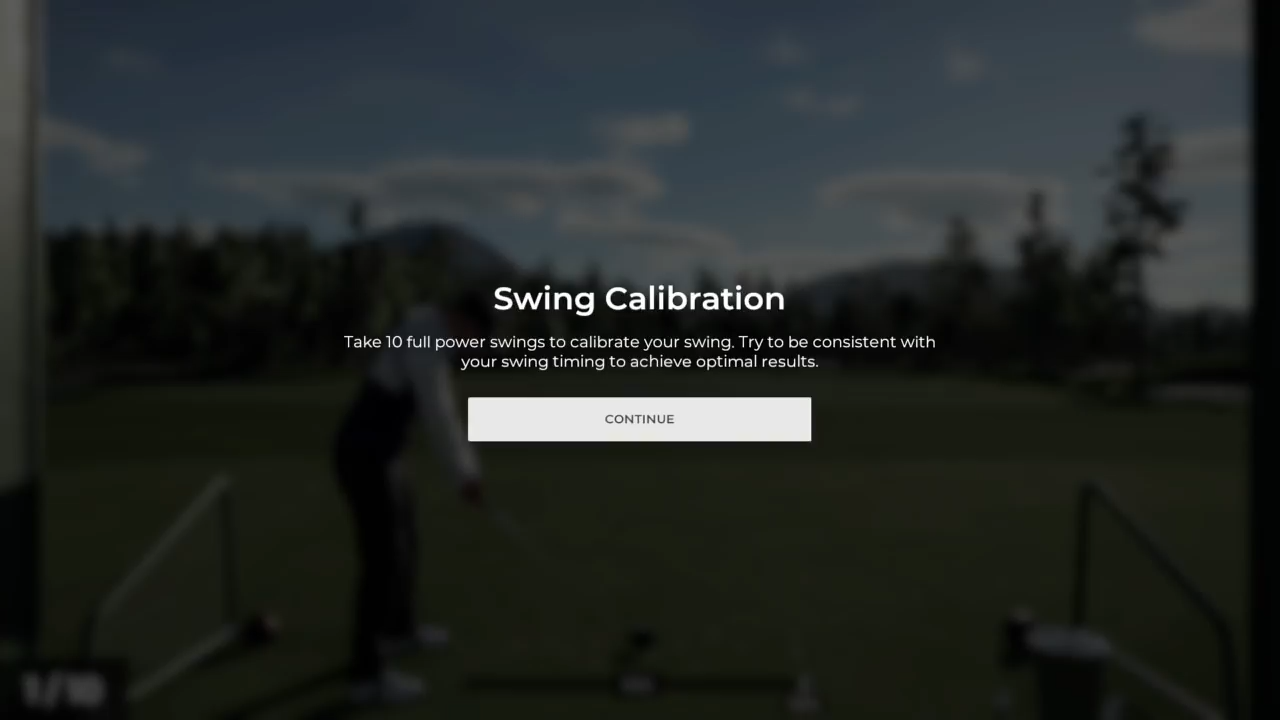 Swing Calibration
Take 10 full power swings to calibrate your swing. Try to be consistent with
your swing timing to achieve optimal results.
CONTINUE
1/10